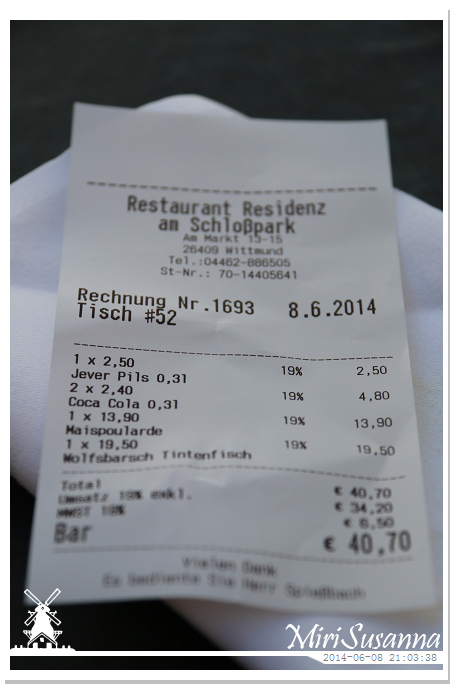 Restaurant Residenz
am Schloßpark
Am Markt 13-15
26409 Wittmund
Tel.:04462-886505
St-Nr.: 70-14405641
Rechnung Nr.1693 8.6.2014
Tisch #52
1 x 2,50 19% 2,50
Jever Pils 0,3l
2 x 2,40 19% 4,80
Coca Cola 0,3l
1 x 13,90 19% 13,90
Maispoularde
1 x 19,50 19% 19,50
Wolfsbarsch Tintenfisch
Total € 40,70
Umsatz 19% exkl. € 34,20
MWST 19% € 6,50
Bar € 40,70
Vielen Dank
Es bediente Sie Herr
MiriSusanna
2014-06-08 21:03:38